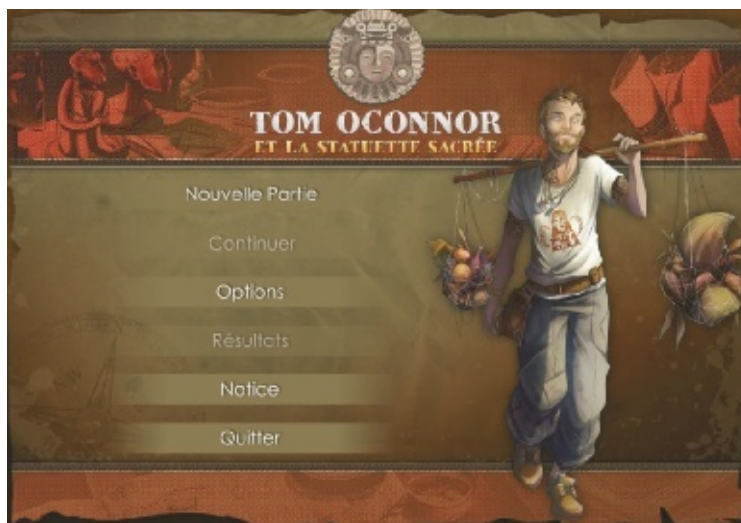 TOM OCONNOR
ET LA STATUETTE SACRÉE
Nouvelle Partie
Continuer
Options
Résultats
Notice
Quitter